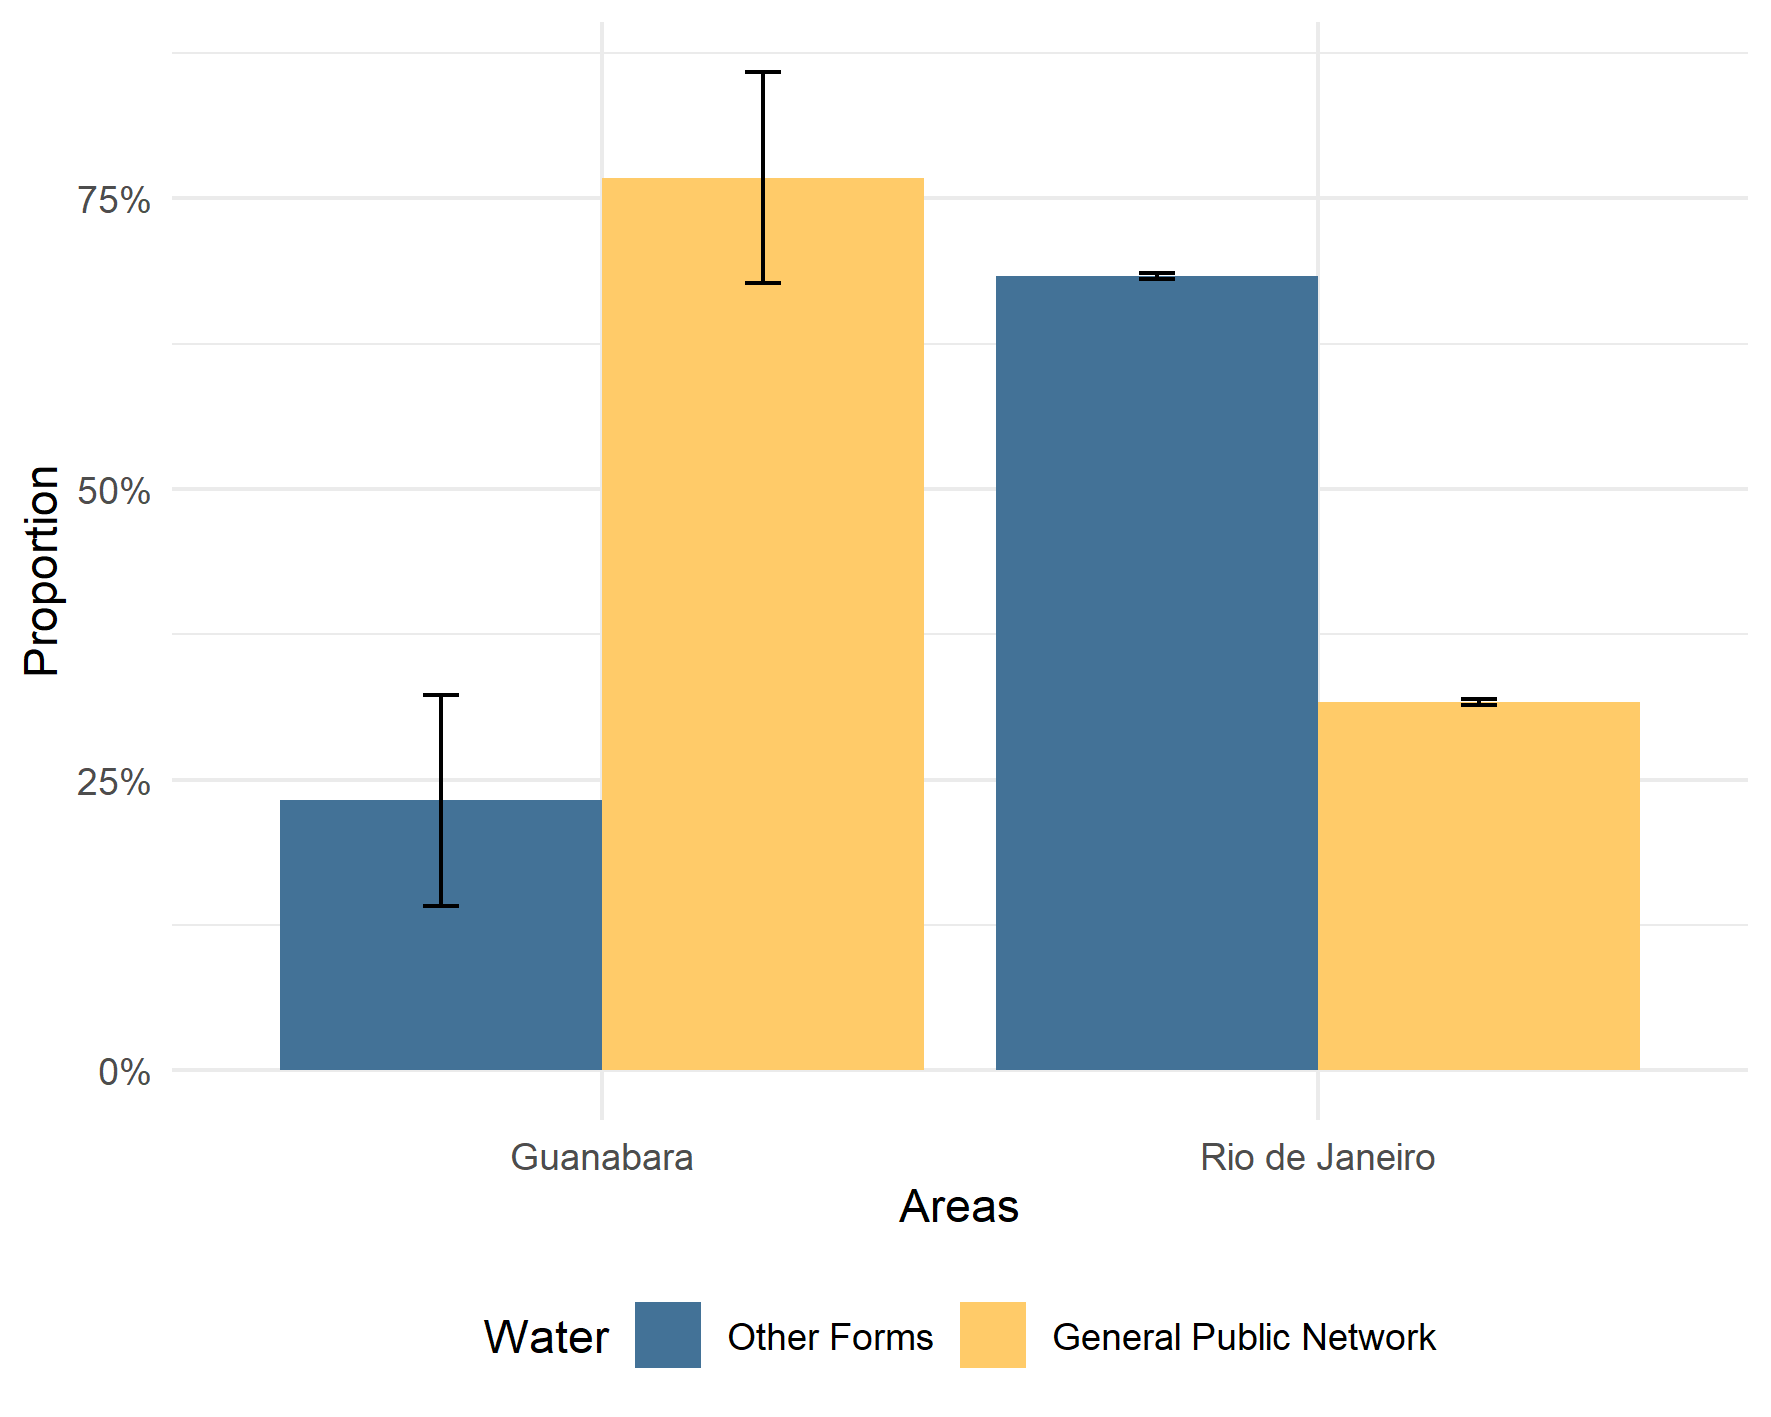 Proportion
75%
50%
25%
0%
Guanabara
Rio de Janeiro
Areas
Water
Other Forms
General Public Network